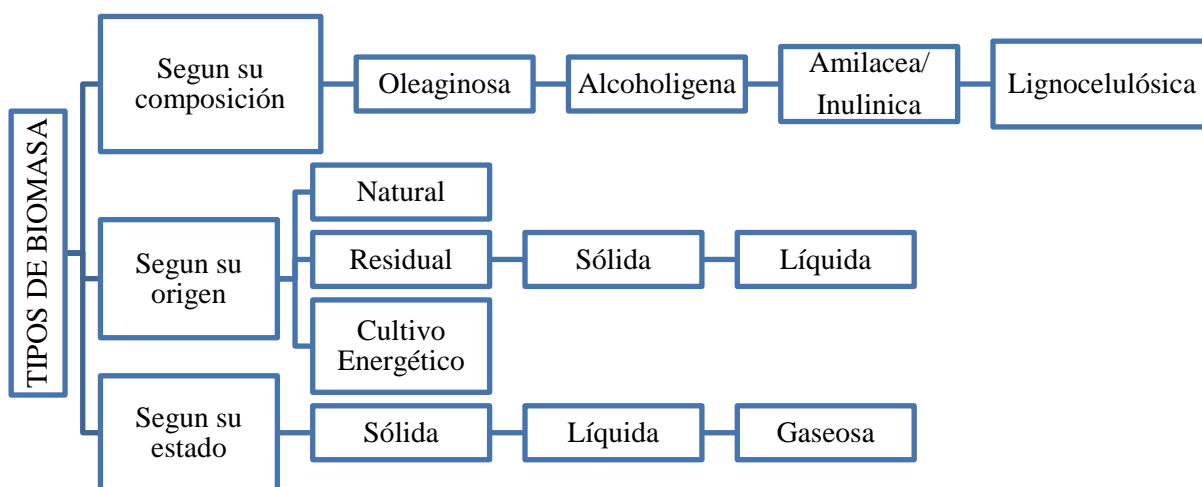 TIPOS DE BIOMASA
Segun su
composición
Oleaginosa
Alcoholigena
Amilacea/
Inulinica
Lignocelulósica
Segun su
origen
Natural
Residual
Sólida
Líquida
Cultivo
Energético
Segun su
estado
Sólida
Líquida
Gaseosa